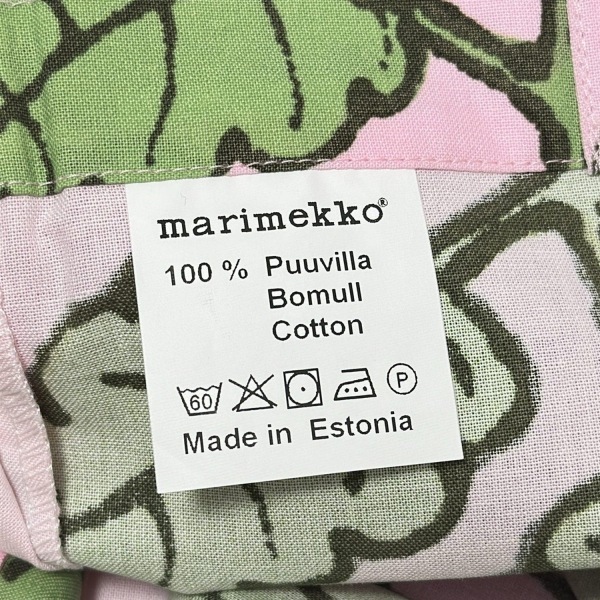 marimekko®
100 % Puuvilla
Bomull
Cotton
60 P
Made in Estonia